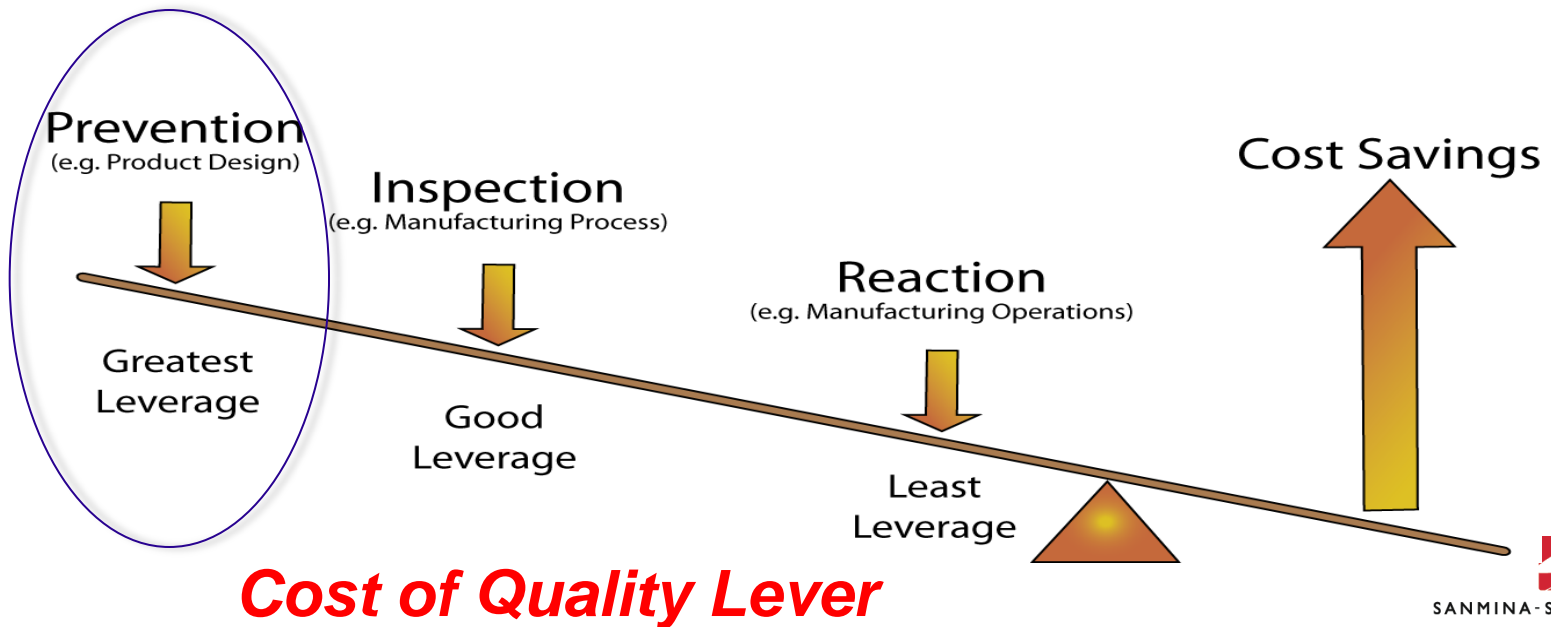 Prevention
(e.g. Product Design)
Greatest
Leverage
Inspection
(e.g. Manufacturing Process)
Good
Leverage
Reaction
(e.g. Manufacturing Operations)
Least
Leverage
Cost Savings
Cost of Quality Lever
SANMINA-S